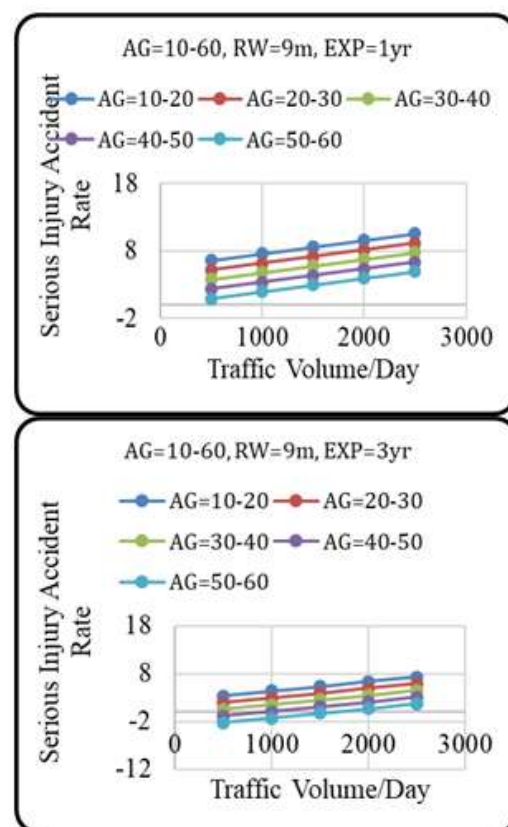 AG=10-60, RW=9m, EXP=1yr
AG=10-20 AG=20-30 AG=30-40
AG=40-50 AG=50-60
Serious Injury Accident
Rate
18
8
-2
0 1000 2000 3000
Traffic Volume/Day
AG=10-60, RW=9m, EXP=3yr
AG=10-20 AG=20-30
AG=30-40 AG=40-50
AG=50-60
Serious Injury Accident
Rate
18
8
-2
0 1000 2000 3000
-12
Traffic Volume/Day